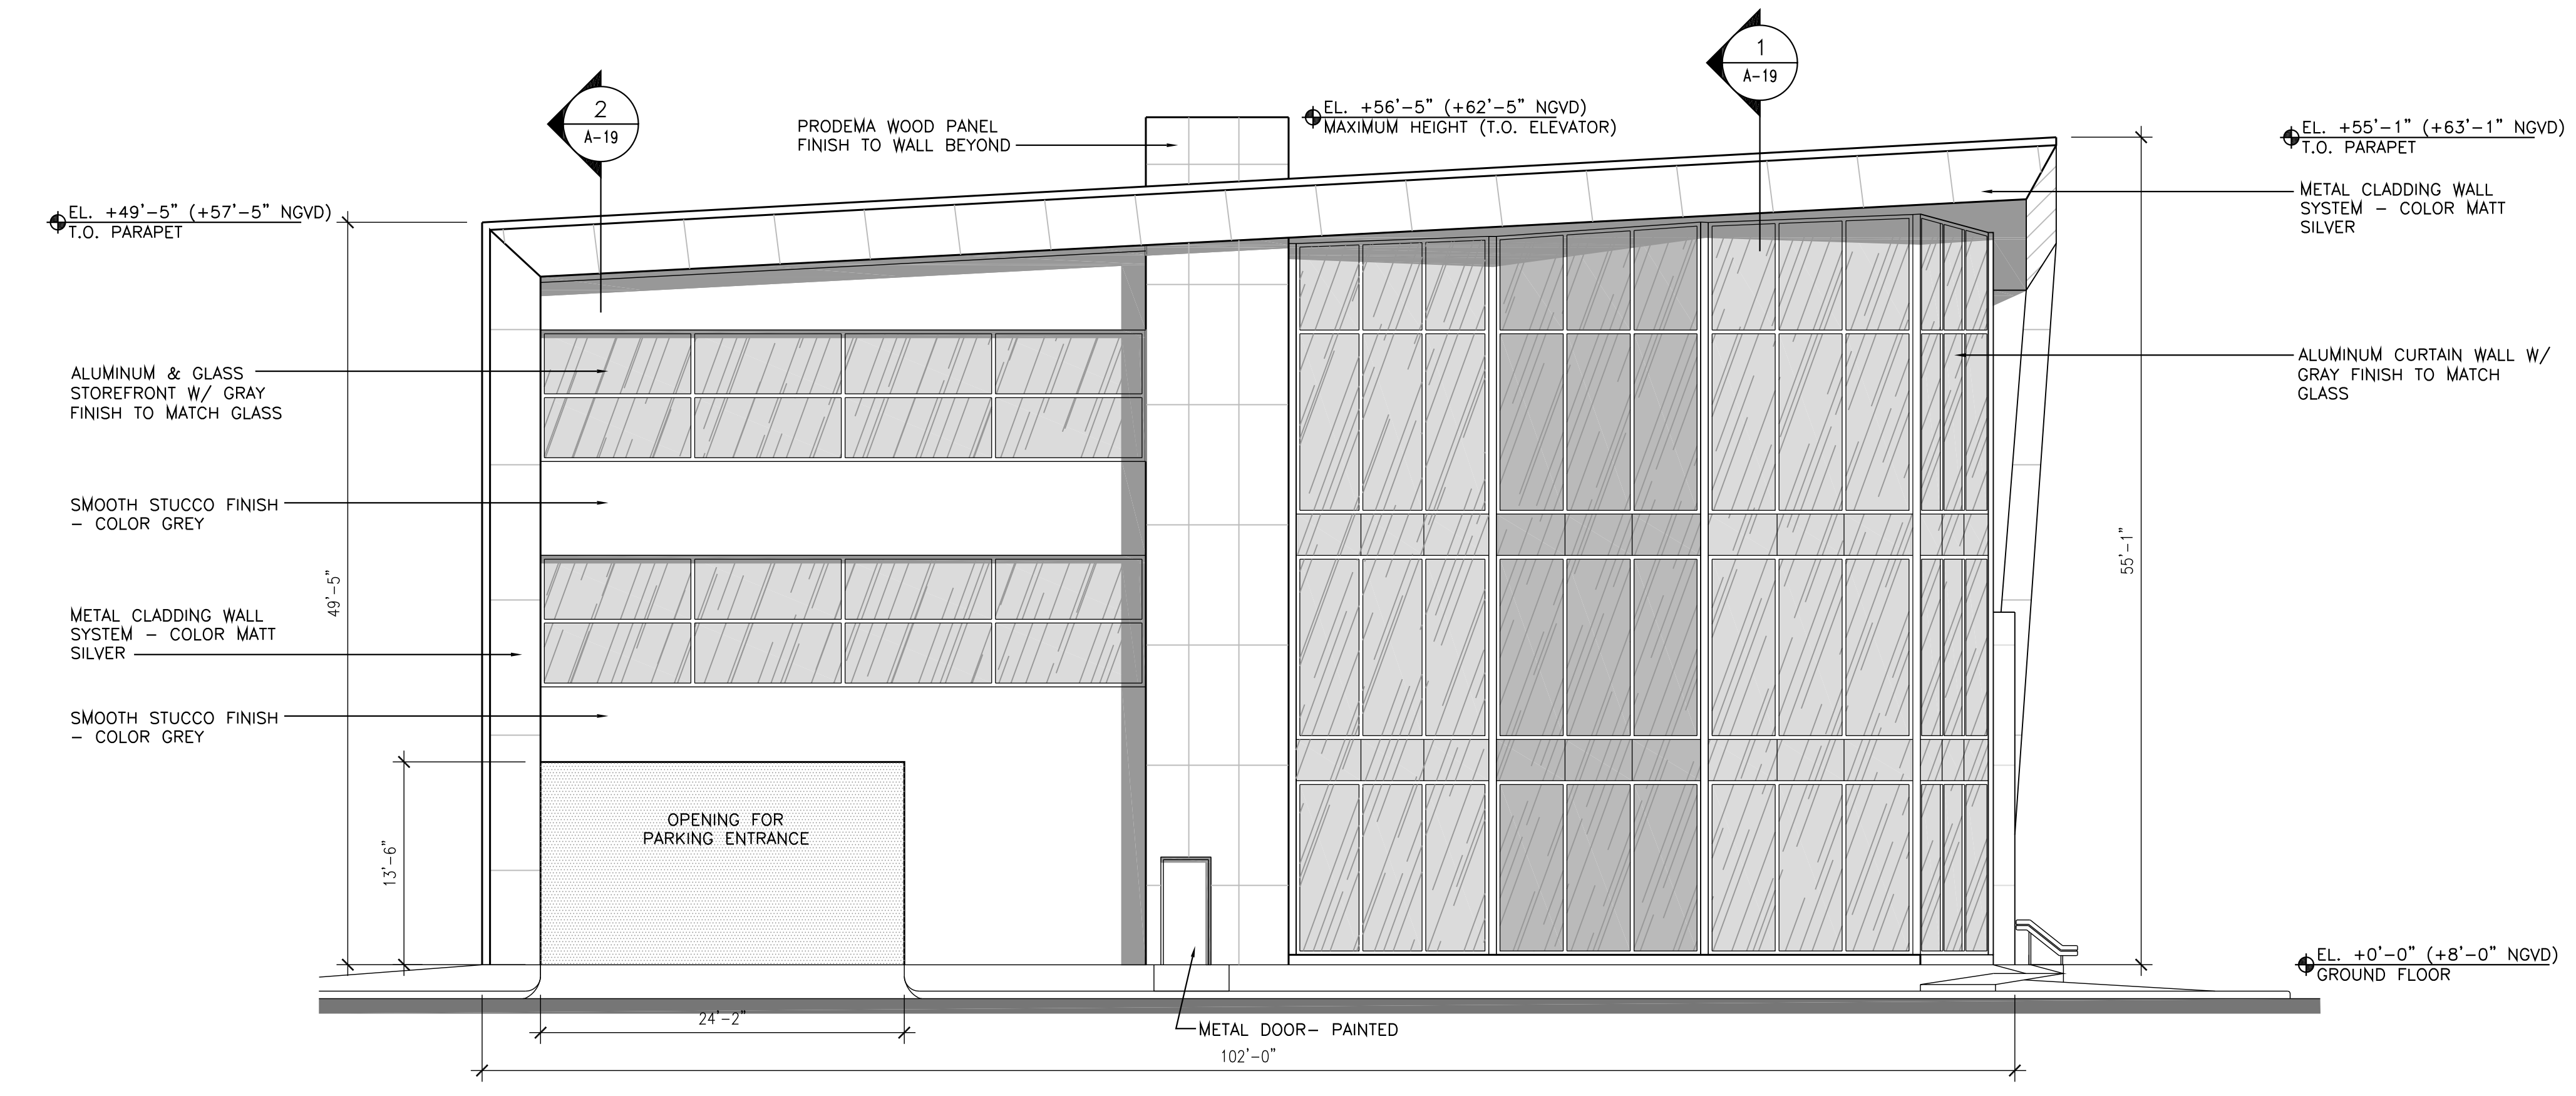 1
A-19
2
A-19
PRODEMA WOOD PANEL
FINISH TO WALL BEYOND
EL. +56'-5" (+62'-5" NGVD)
MAXIMUM HEIGHT (T.O. ELEVATOR)
EL. +55'-1" (+63'-1" NGVD)
T.O. PARAPET
METAL CLADDING WALL
SYSTEM - COLOR MATT
SILVER
EL. +49'-5" (+57'-5" NGVD)
T.O. PARAPET
ALUMINUM & GLASS
STOREFRONT W/ GRAY
FINISH TO MATCH GLASS
ALUMINUM CURTAIN WALL W/
GRAY FINISH TO MATCH
GLASS
SMOOTH STUCCO FINISH
- COLOR GREY
49'-5"
55'-1"
METAL CLADDING WALL
SYSTEM - COLOR MATT
SILVER
SMOOTH STUCCO FINISH
- COLOR GREY
13'-6"
OPENING FOR
PARKING ENTRANCE
EL. +0'-0" (+8'-0" NGVD)
GROUND FLOOR
24'-2"
METAL DOOR- PAINTED
102'-0"